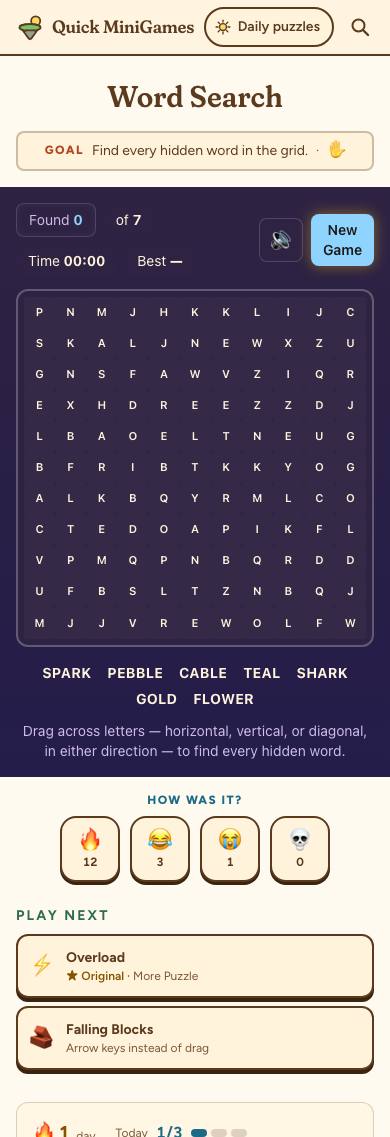 Quick MiniGames
Daily puzzles
Word Search
GOAL Find every hidden word in the grid. ·
Found 0 of 7
Time 00:00 Best —
New Game
P N M J H K K L I J C
S K A L J N E W X Z U
G N S F A W V Z I Q R
E X H D R E E Z Z D J
L B A O E L T N E U G
B F R I B T K K Y O G
A L K B Q Y R M L C O
C T E D O A P I K F L
V P M Q P N B Q R D D
U F B S L T Z N B Q J
M J J V R E W O L F W
SPARK PEBBLE CABLE TEAL SHARK
GOLD FLOWER
Drag across letters — horizontal, vertical, or diagonal,
in either direction — to find every hidden word.
HOW WAS IT?
12 3 1 0
PLAY NEXT
Overload
Original · More Puzzle
Falling Blocks
Arrow keys instead of drag
1 day Today 1/3